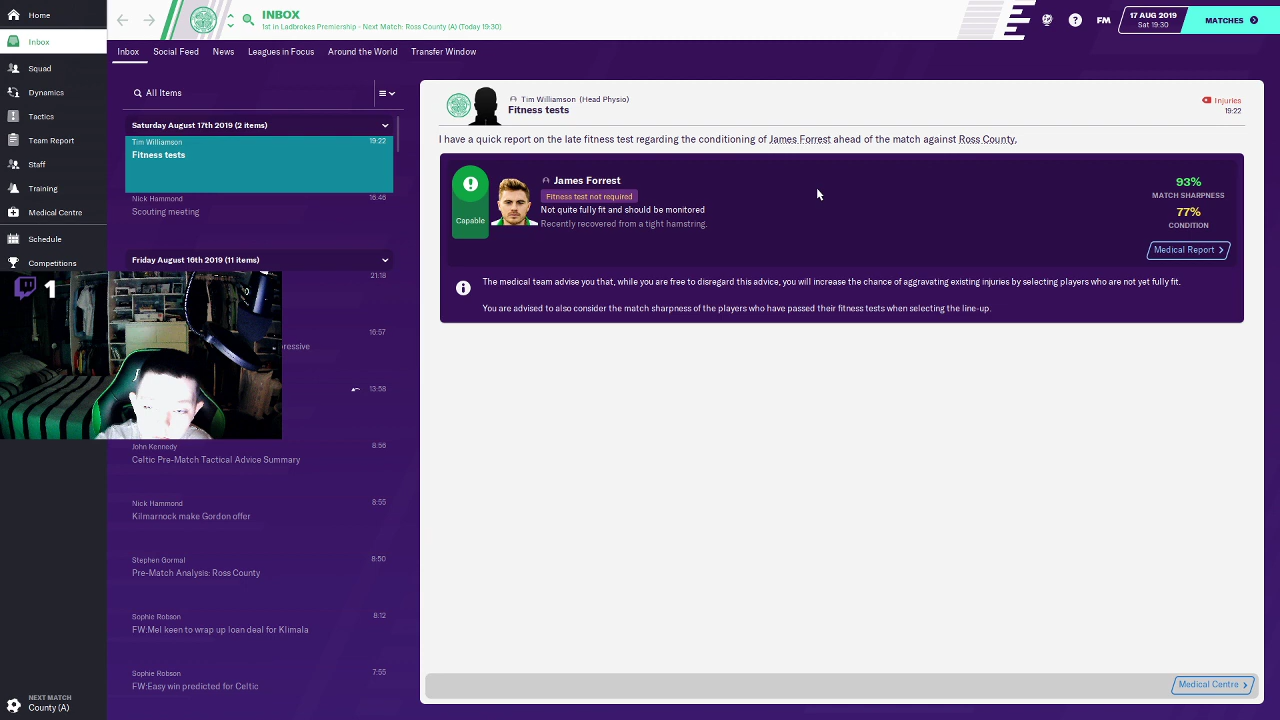 Home
Inbox
Squad
Dynamics
Tactics
Team Report
Staff
Training
Medical Centre
Schedule
Competitions
1
NEXT MATCH
County (A)
INBOX
1st in Ladbrokes Premiership - Next Match: Ross County (A) (Today 19:30)
?
FM
17 AUG 2019
Sat 19:30
MATCHES
Inbox
Social Feed
News
Leagues in Focus
Around the World
Transfer Window
All Items
Saturday August 17th 2019 (2 items)
Tim Williamson
19:22
Fitness tests
Nick Hammond
16:46
Scouting meeting
Friday August 16th 2019 (11 items)
21:18
16:57
ressive
13:58
John Kennedy
8:56
Celtic Pre-Match Tactical Advice Summary
Nick Hammond
8:55
Kilmarnock make Gordon offer
Stephen Gormal
8:50
Pre-Match Analysis: Ross County
Sophie Robson
8:12
FW:Mel keen to wrap up loan deal for Klimala
Sophie Robson
7:55
FW:Easy win predicted for Celtic
Tim Williamson (Head Physio)
Fitness tests
Injuries
19:22
I have a quick report on the late fitness test regarding the conditioning of James Forrest ahead of the match against Ross County.
Capable
James Forrest
Fitness test not required
Not quite fully fit and should be monitored
Recently recovered from a tight hamstring.
93%
MATCH SHARPNESS
77%
CONDITION
Medical Report
The medical team advise you that, while you are free to disregard this advice, you will increase the chance of aggravating existing injuries by selecting players who are not yet fully fit.
You are advised to also consider the match sharpness of the players who have passed their fitness tests when selecting the line-up.
Medical Centre